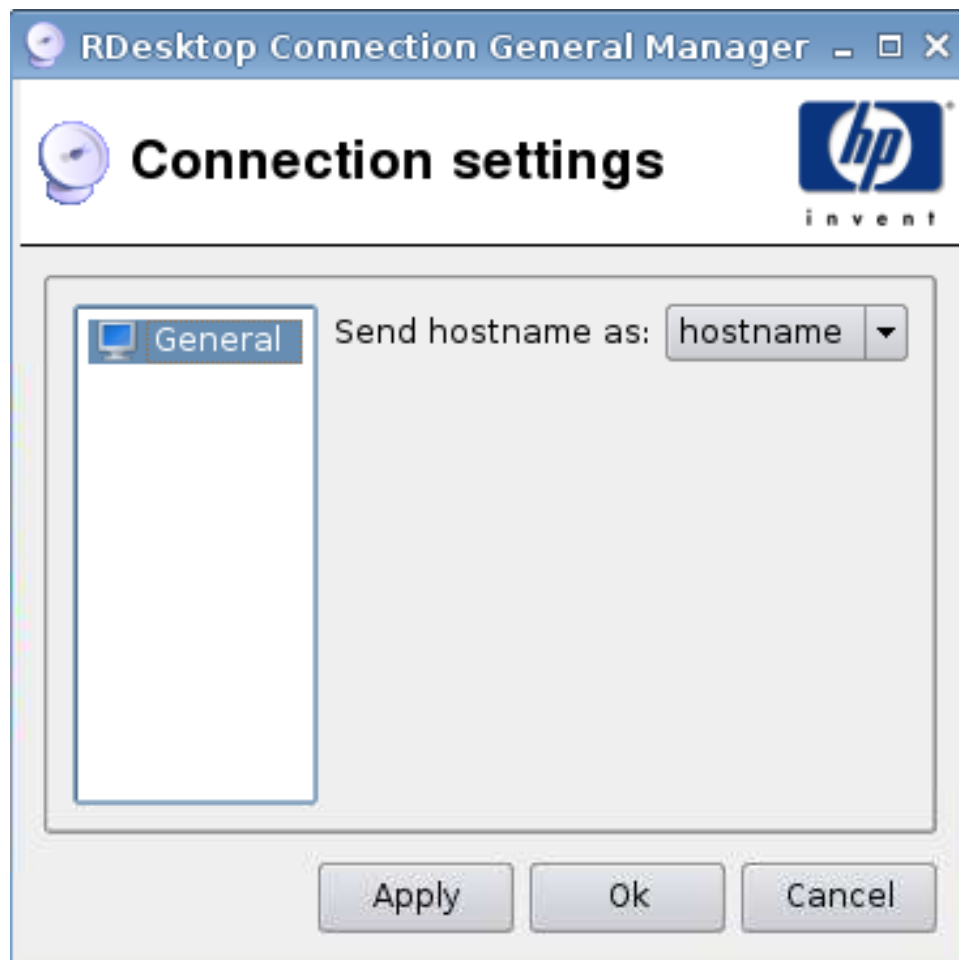 RDesktop Connection General Manager
Connection settings
hp
invent
General
Send hostname as: hostname
Apply Ok Cancel